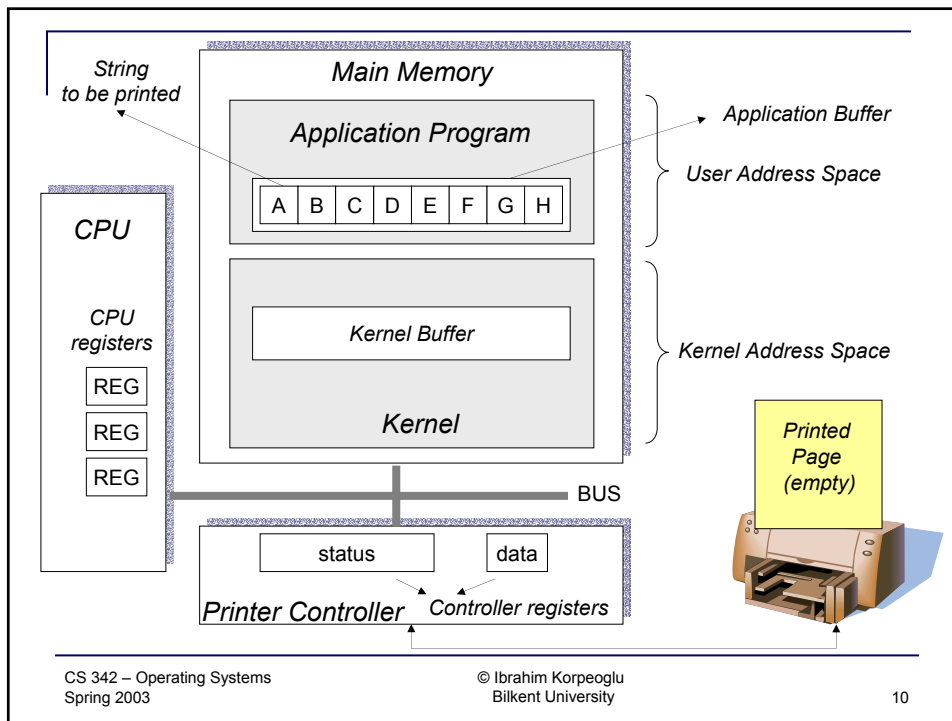 String
to be printed
Main Memory
Application Program
A B C D E F G H
Application Buffer
User Address Space
CPU
CPU
registers
REG
REG
REG
Kernel Buffer
Kernel
Kernel Address Space
Printed
Page
(empty)
BUS
status
data
Printer Controller
Controller registers
CS 342 – Operating Systems
Spring 2003
© Ibrahim Korpeoglu
Bilkent University
10